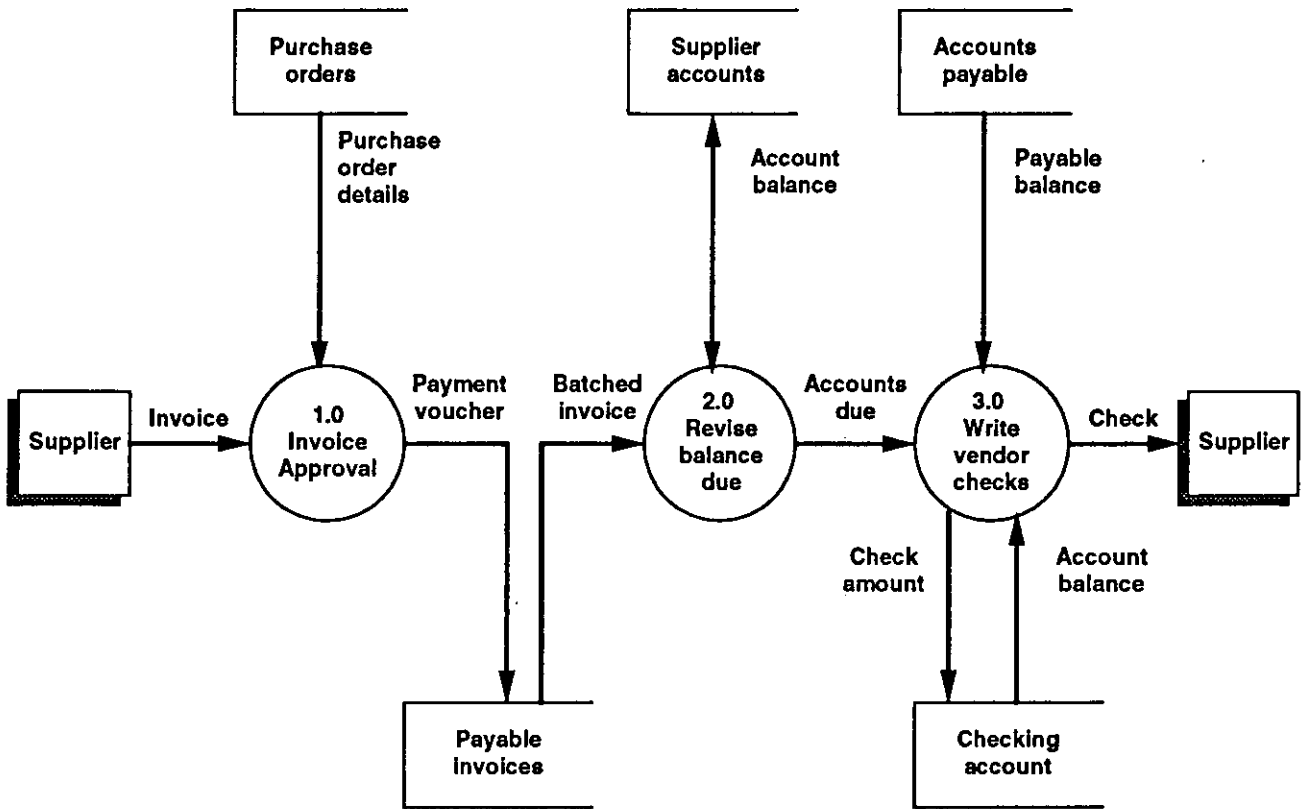 Purchase
orders
Supplier
accounts
Accounts
payable
Purchase
order
details
Account
balance
Payable
balance
Supplier
Invoice
1.0
Invoice
Approval
Payment
voucher
Batched
invoice
2.0
Revise
balance
due
Accounts
due
3.0
Write
vendor
checks
Check
Supplier
Check
amount
Account
balance
Payable
invoices
Checking
account